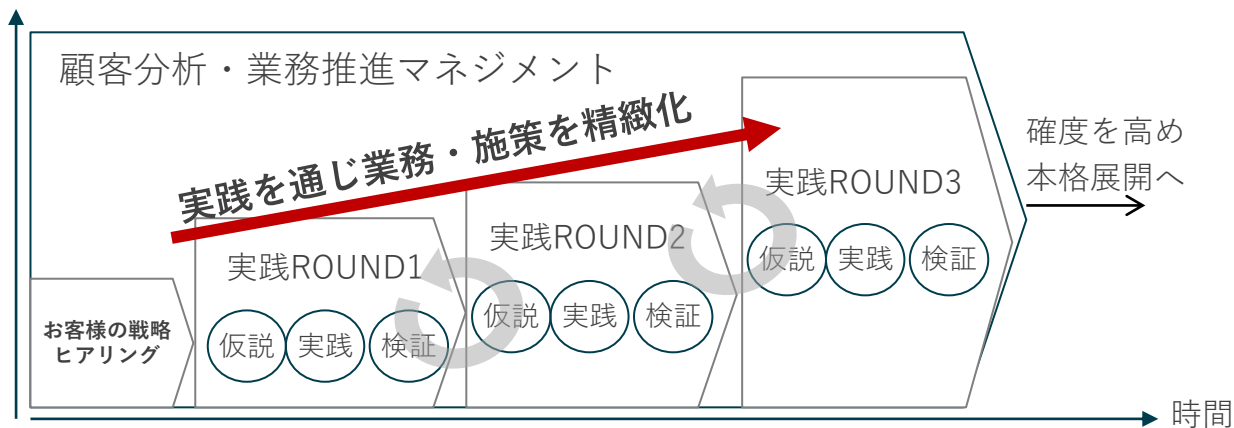 顧客分析・業務推進マネジメント
実践を通じ業務・施策を精緻化
お客様の戦略
ヒアリング
実践ROUND1
仮説
実践
検証
実践ROUND2
仮説
実践
検証
実践ROUND3
仮説
実践
検証
確度を高め
本格展開へ
時間